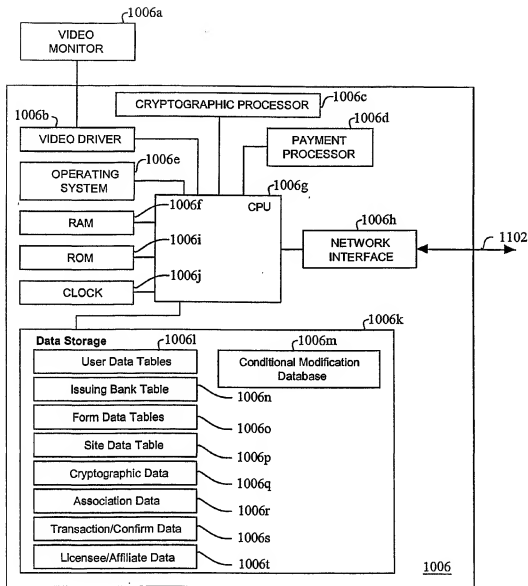 1006a
VIDEO
MONITOR
1006b
VIDEO DRIVER
CRYPTOGRAPHIC PROCESSOR
1006c
1006d
PAYMENT
PROCESSOR
1006e
OPERATING
SYSTEM
1006g
CPU
1006f
RAM
1006h
NETWORK
INTERFACE
1102
1006i
ROM
1006j
CLOCK
1006k
Data Storage
1006l
User Data Tables
1006m
Conditional Modification
Database
Issuing Bank Table
1006n
Form Data Tables
1006o
Site Data Table
1006p
Cryptographic Data
1006q
Association Data
1006r
Transaction/Confirm Data
1006s
Licensee/Affiliate Data
1006t
1006